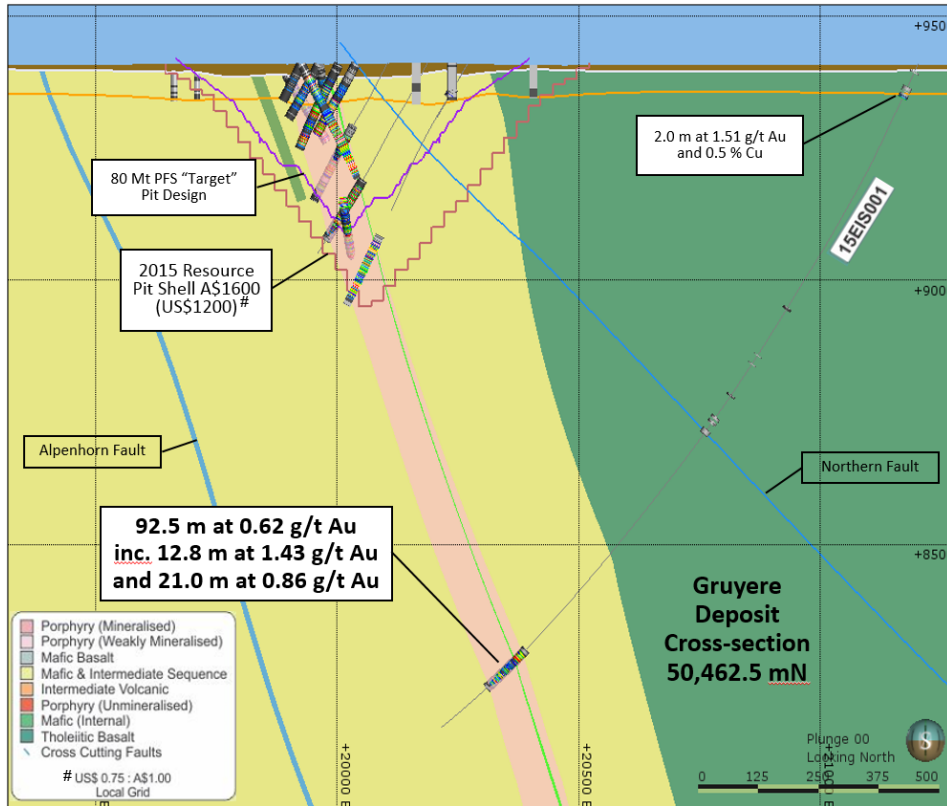 +950
2.0 m at 1.51 g/t Au
and 0.5 % Cu
80 Mt PFS “Target”
Pit Design
15EIS001
2015 Resource
Pit Shell A$1600
(US$1200)#
+900
Alpenhorn Fault
Northern Fault
92.5 m at 0.62 g/t Au
inc. 12.8 m at 1.43 g/t Au
and 21.0 m at 0.86 g/t Au
+850
Gruyere
Deposit
Cross-section
50,462.5 mN
Porphyry (Mineralised)
Porphyry (Weakly Mineralised)
Mafic Basalt
Mafic & Intermediate Sequence
Intermediate Volcanic
Porphyry (Unmineralised)
Mafic (Internal)
Tholeiitic Basalt
Cross Cutting Faults
# US$ 0.75 : A$1.00
Local Grid
+20000 E
+20500 E
+21000 E
Plunge 00
Looking North
S
0 125 250 375 500